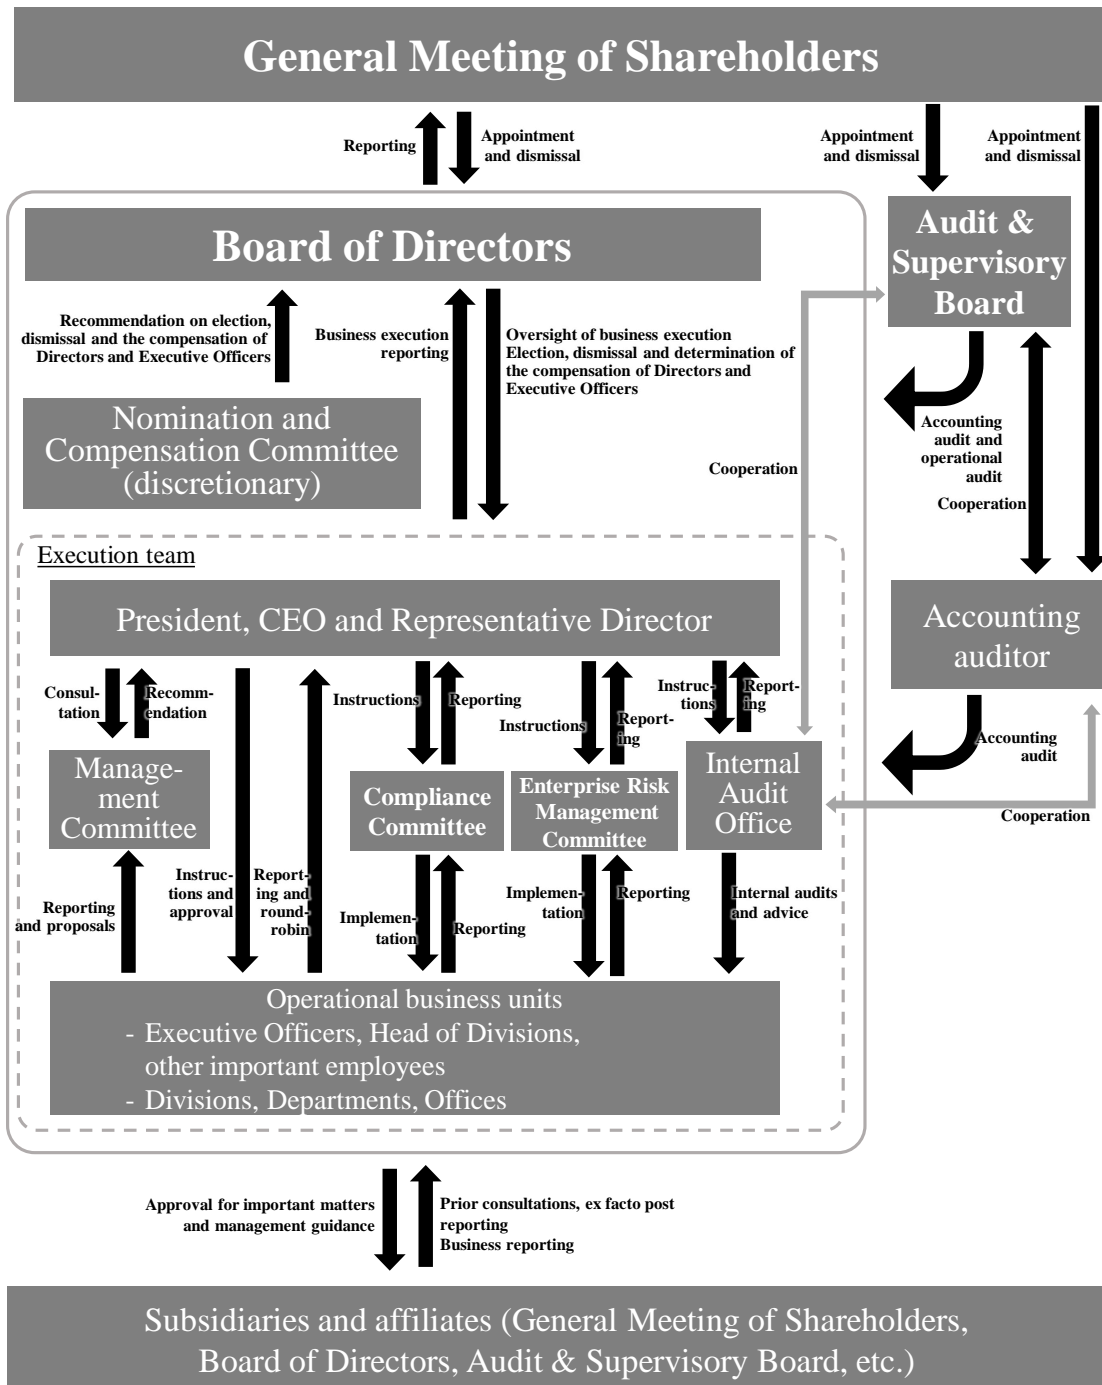 General Meeting of Shareholders
Reporting
Appointment
and dismissal
Appointment
and dismissal
Appointment
and dismissal
Board of Directors
Audit &
Supervisory
Board
Recommendation on election,
dismissal and the compensation of
Directors and Executive Officers
Business execution
reporting
Oversight of business execution
Election, dismissal and determination of
the compensation of Directors and
Executive Officers
Nomination and
Compensation Committee
(discretionary)
Cooperation
Accounting
audit and
operational
audit
Cooperation
Execution team
President, CEO and Representative Director
Accounting
auditor
Consul-
tation
Recomm-
endation
Instructions
Reporting
Instructions
Report-
ing
Instruc-
tions
Report-
ing
Accounting
audit
Manage-
ment
Committee
Compliance
Committee
Enterprise Risk
Management
Committee
Internal
Audit
Office
Cooperation
Reporting
and proposals
Instruc-
tions and
approval
Report-
ing and
round-
robin
Implemen-
tation
Reporting
Implemen-
tation
Reporting
Internal audits
and advice
Operational business units
- Executive Officers, Head of Divisions,
other important employees
- Divisions, Departments, Offices
Approval for important matters
and management guidance
Prior consultations, ex facto post
reporting
Business reporting
Subsidiaries and affiliates (General Meeting of Shareholders,
Board of Directors, Audit & Supervisory Board, etc.)